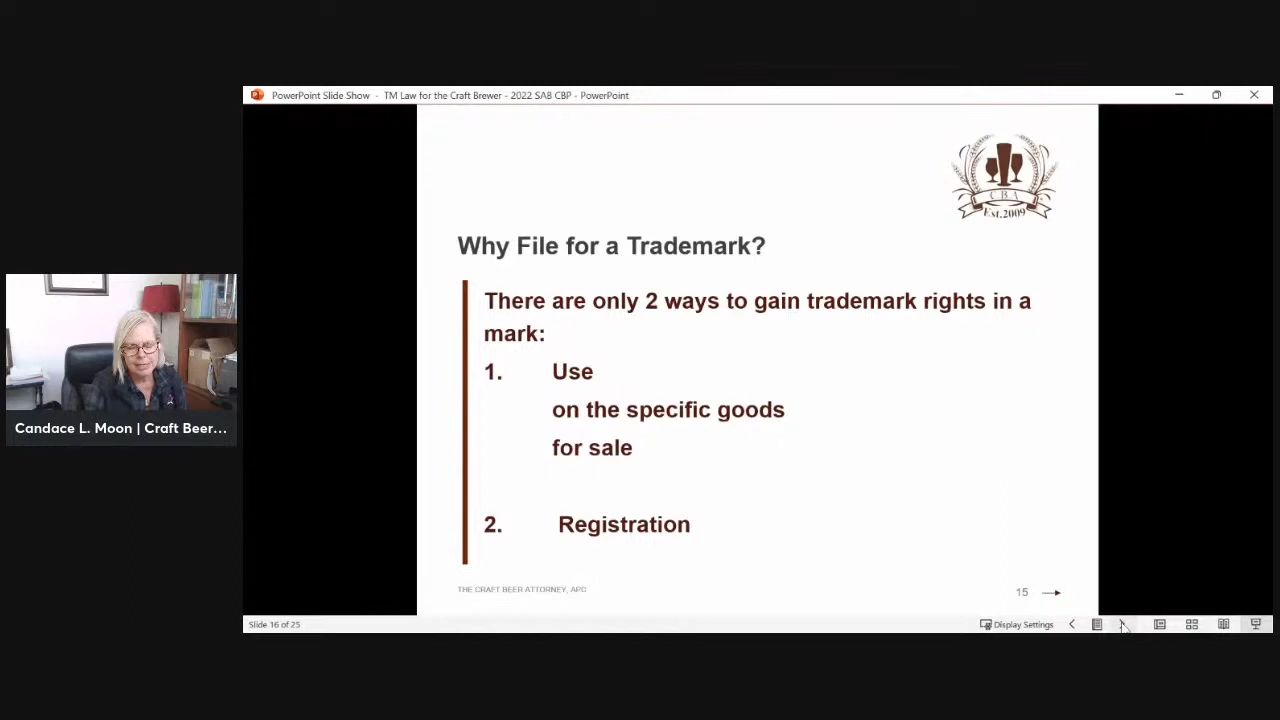 PowerPoint Slide Show - TM Law for the Craft Brewer - 2022 SAB CBP - PowerPoint
C.B.A
Est.2009
Why File for a Trademark?
There are only 2 ways to gain trademark rights in a
mark:
1. Use
on the specific goods
for sale
2. Registration
Candace L. Moon | Craft Beer...
THE CRAFT BEER ATTORNEY, APC
15
Slide 16 of 25
Display Settings